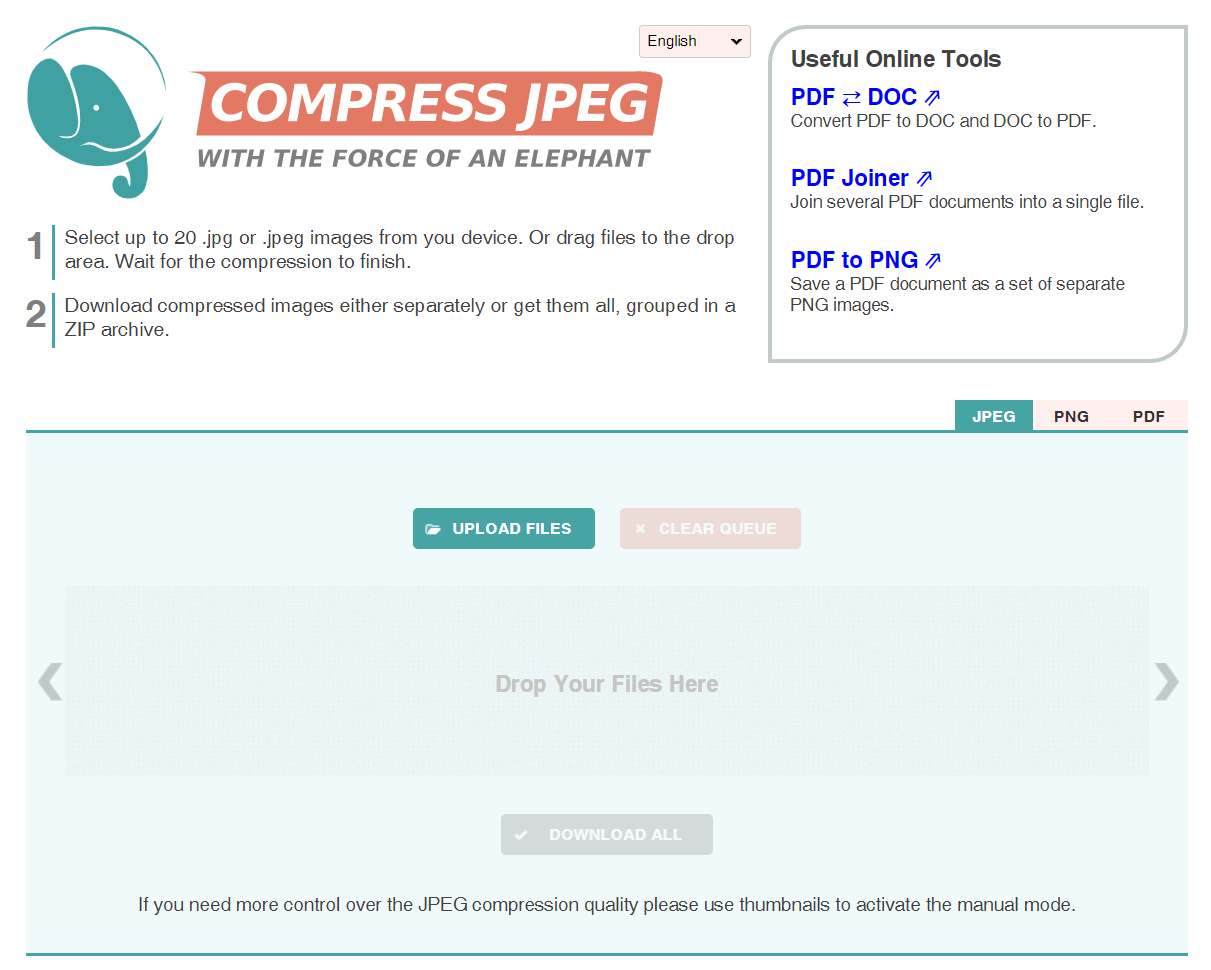 English
COMPRESS JPEG
WITH THE FORCE OF AN ELEPHANT
1
Select up to 20 .jpg or .jpeg images from you device. Or drag files to the drop
area. Wait for the compression to finish.
2
Download compressed images either separately or get them all, grouped in a
ZIP archive.
Useful Online Tools
PDF ⇄ DOC ⇗
Convert PDF to DOC and DOC to PDF.
PDF Joiner ⇗
Join several PDF documents into a single file.
PDF to PNG ⇗
Save a PDF document as a set of separate
PNG images.
JPEG PNG PDF
UPLOAD FILES CLEAR QUEUE
Drop Your Files Here
DOWNLOAD ALL
If you need more control over the JPEG compression quality please use thumbnails to activate the manual mode.